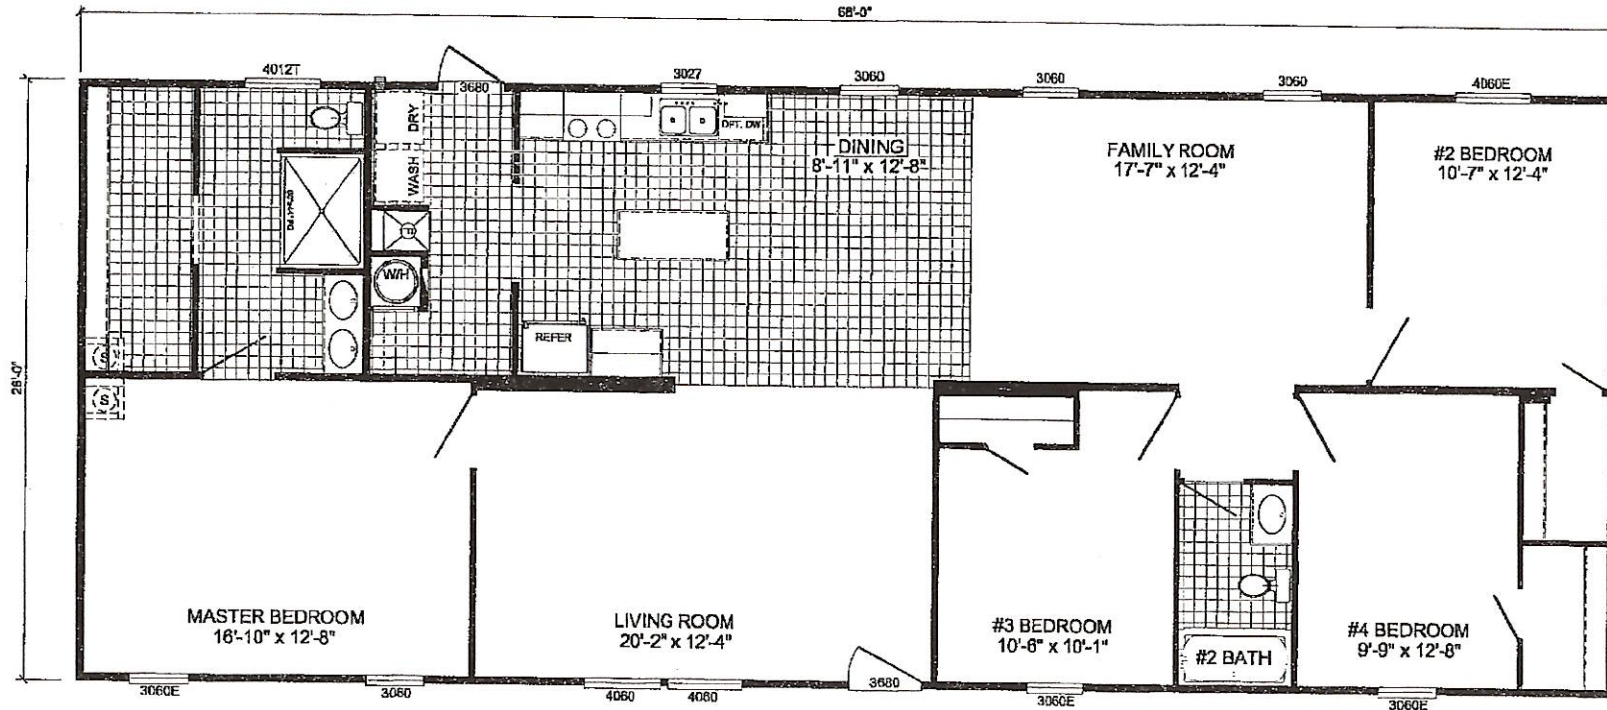 68'-0"
4012T
3680
3027
3060
3060
3060
4060E
28'-0"
DRY
WASH
OPT. DW
DINING
8'-11" x 12'-8"
FAMILY ROOM
17'-7" x 12'-4"
#2 BEDROOM
10'-7" x 12'-4"
W/H
REFER
S
S
MASTER BEDROOM
16'-10" x 12'-8"
LIVING ROOM
20'-2" x 12'-4"
#3 BEDROOM
10'-6" x 10'-1"
#2 BATH
#4 BEDROOM
9'-9" x 12'-8"
3060E
3060
4060
4060
3680
3060E
3060E